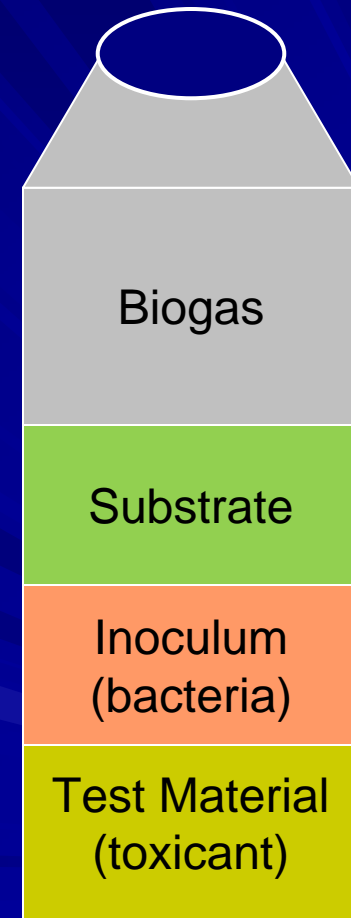 Biogas
Substrate
Inoculum
(bacteria)
Test Material
(toxicant)